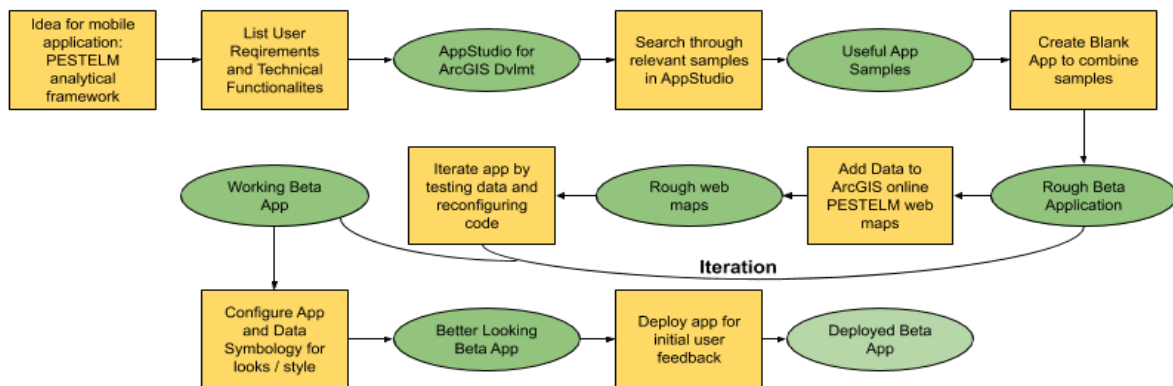 Idea for mobile
application:
PESTELM
analytical
framework
List User
Reqirements
and Technical
Functionalites
AppStudio for
ArcGIS Dvlmt
Search through
relevant samples
in AppStudio
Useful App
Samples
Create Blank
App to combine
samples
Working Beta
App
Iterate app by
testing data and
reconfiguring
code
Rough web
maps
Add Data to
ArcGIS online
PESTELM web
maps
Rough Beta
Application
Iteration
Configure App
and Data
Symbology for
looks / style
Better Looking
Beta App
Deploy app for
initial user
feedback
Deployed Beta
App